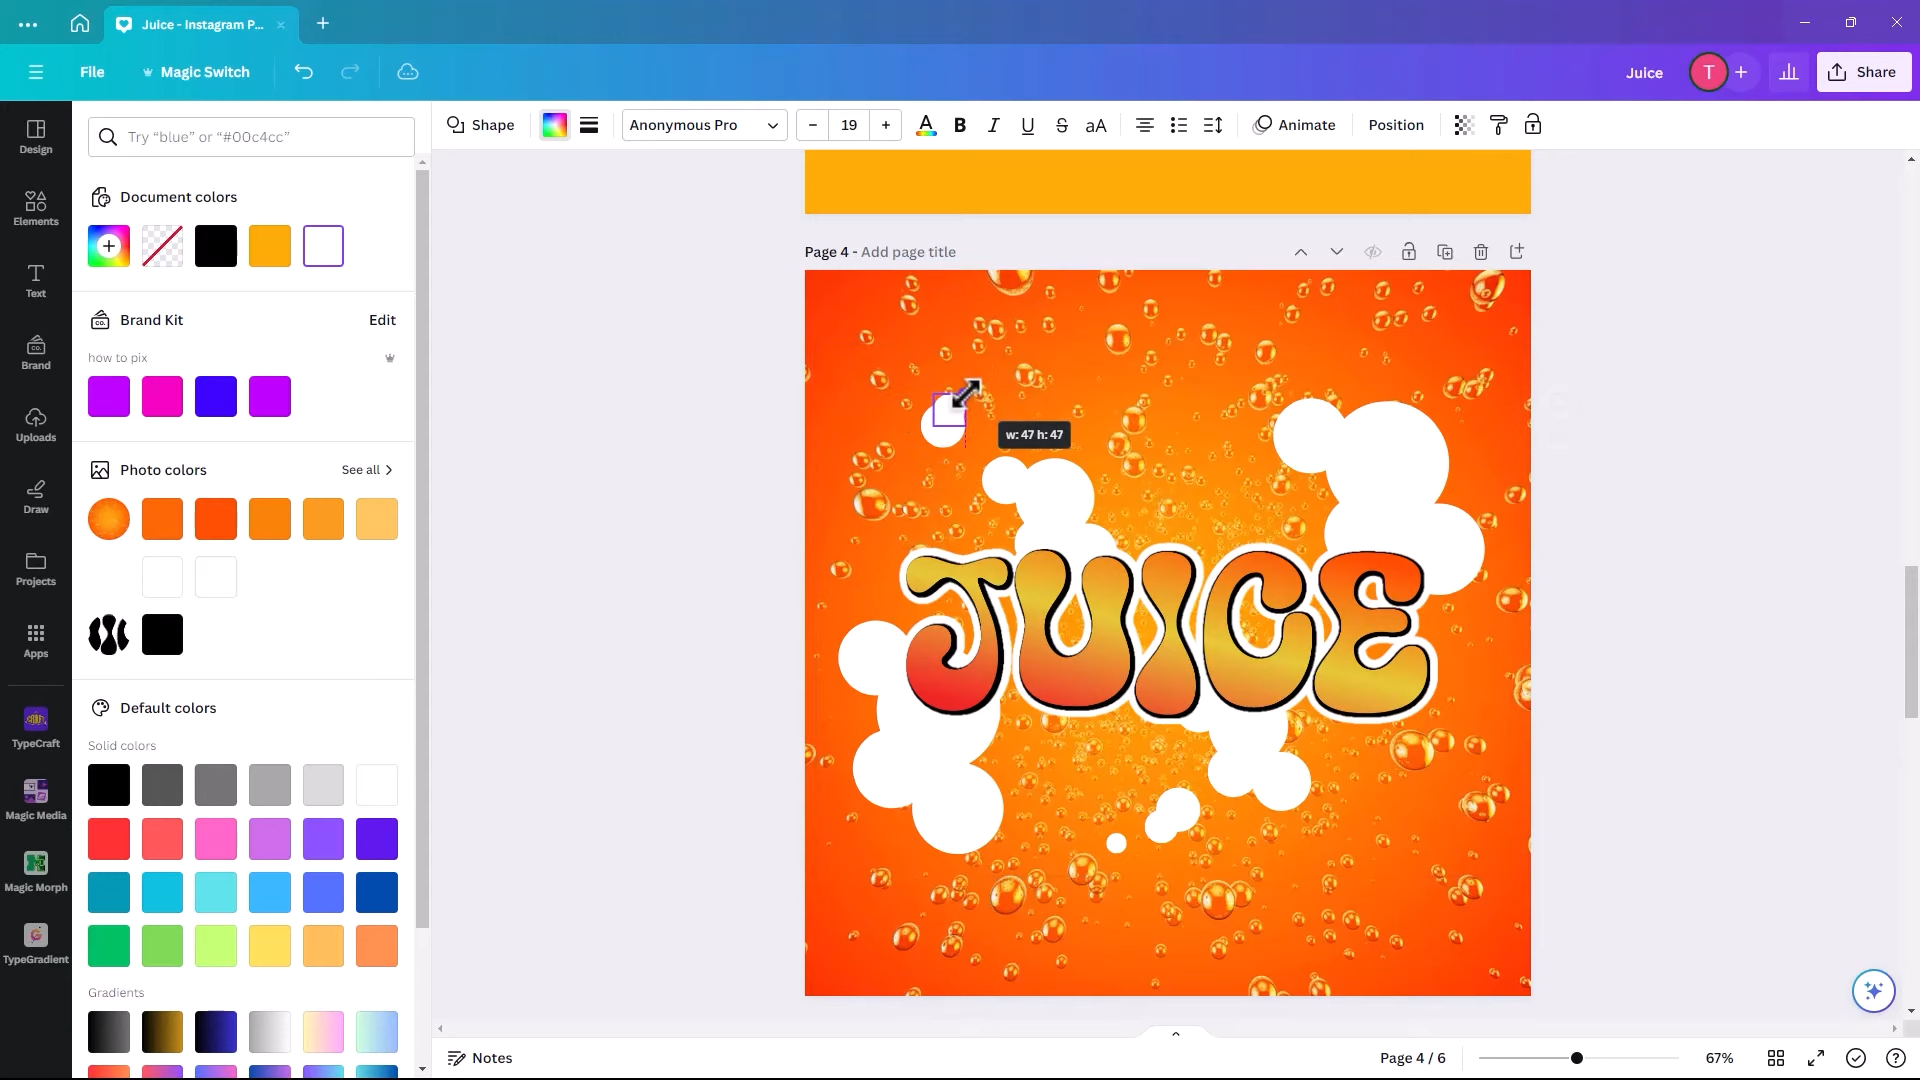 Juice - Instagram P...
File
Magic Switch
Juice
T
Share
Design
Elements
Text
Brand
Uploads
Draw
Projects
Apps
TypeCraft
Magic Media
Magic Morph
TypeGradient
Try “blue” or “#00c4cc”
Document colors
Brand Kit
Edit
how to pix
Photo colors
See all
Default colors
Solid colors
Gradients
Shape
Anonymous Pro
19
A
B
I
U
S
aA
Animate
Position
Page 4 - Add page title
w: 47 h: 47
JUICE
Notes
Page 4 / 6
67%